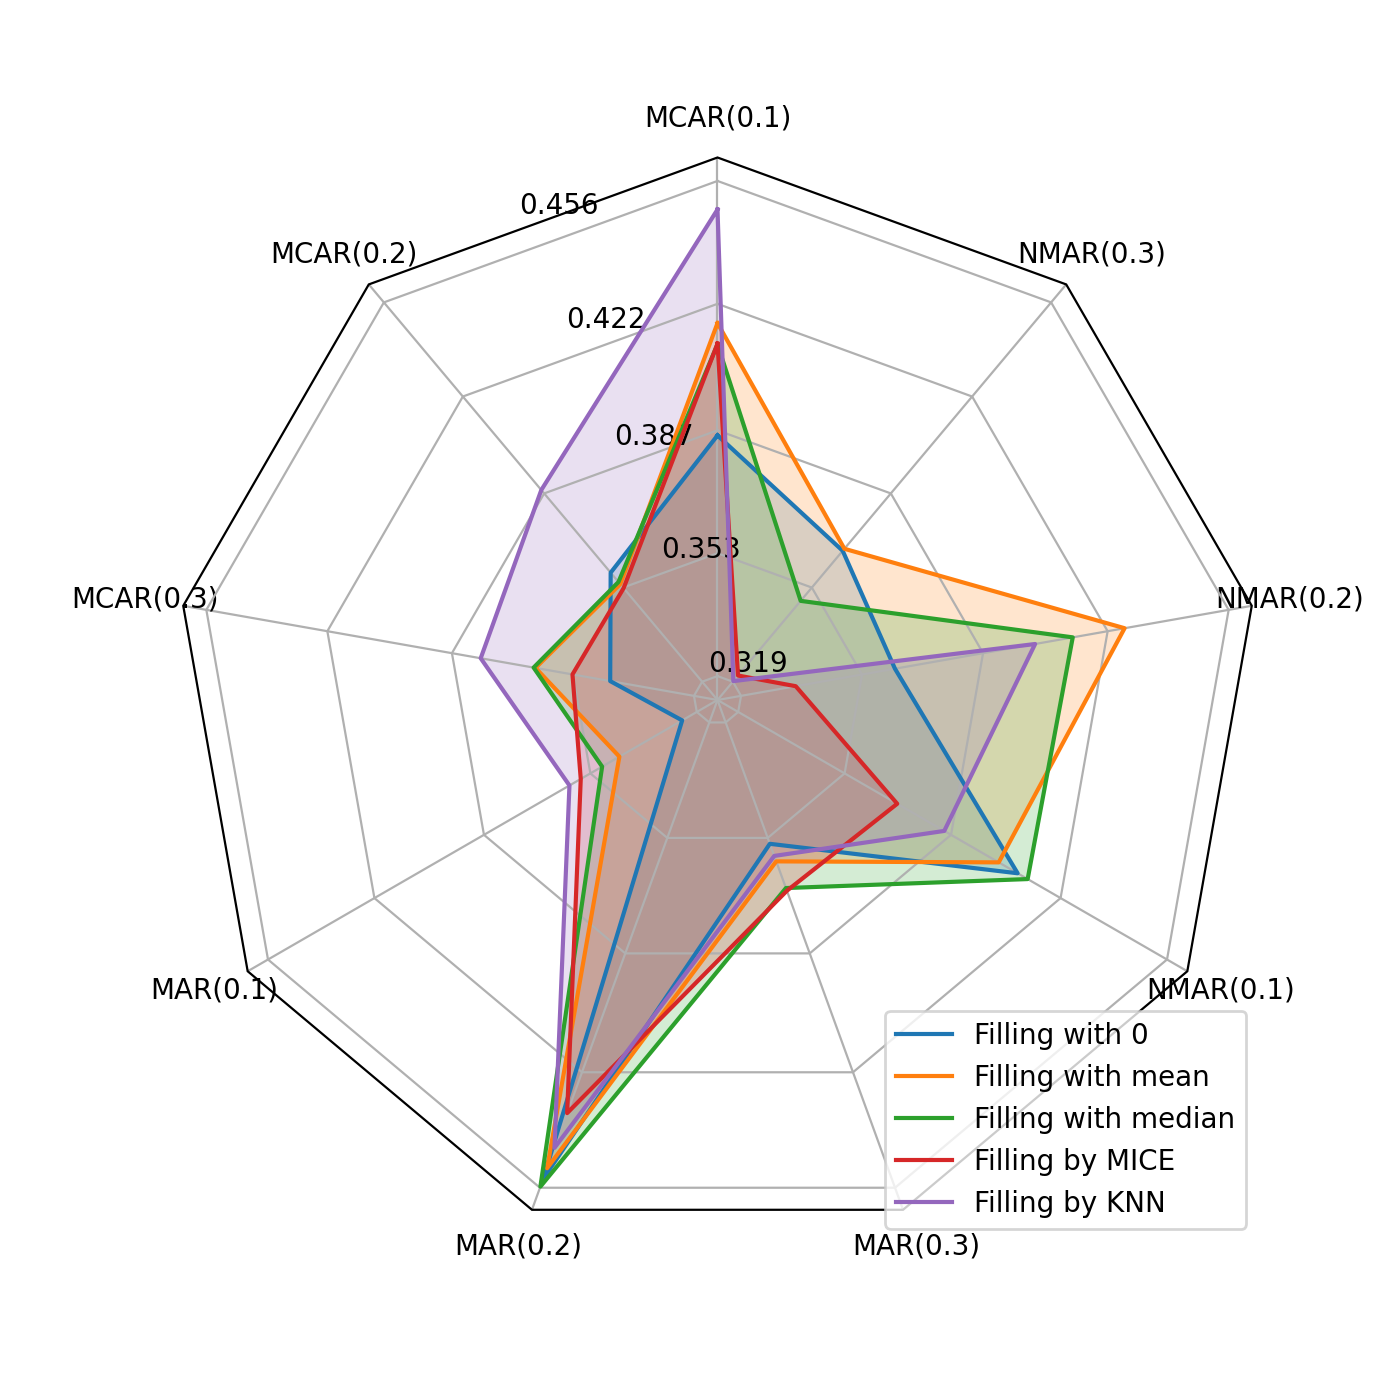 MCAR(0.1)
0.456
MCAR(0.2)
NMAR(0.3)
0.422
0.387
0.353
MCAR(0.3)
NMAR(0.2)
0.319
MAR(0.1)
NMAR(0.1)
Filling with 0
Filling with mean
Filling with median
Filling by MICE
Filling by KNN
MAR(0.2)
MAR(0.3)